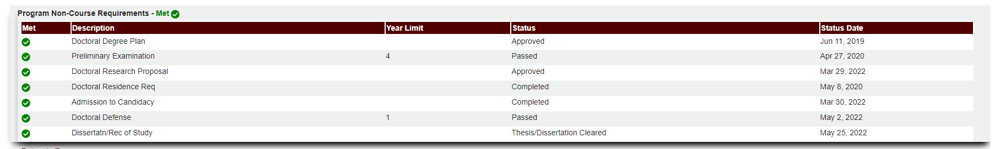 Program Non-Course Requirements - Met
Met Description Year Limit Status Status Date
Doctoral Degree Plan Approved Jun 11, 2019
Preliminary Examination 4 Passed Apr 27, 2020
Doctoral Research Proposal Approved Mar 29, 2022
Doctoral Residence Req Completed May 8, 2020
Admission to Candidacy Completed Mar 30, 2022
Doctoral Defense 1 Passed May 2, 2022
Dissertatn/Rec of Study Thesis/Dissertation Cleared May 25, 2022